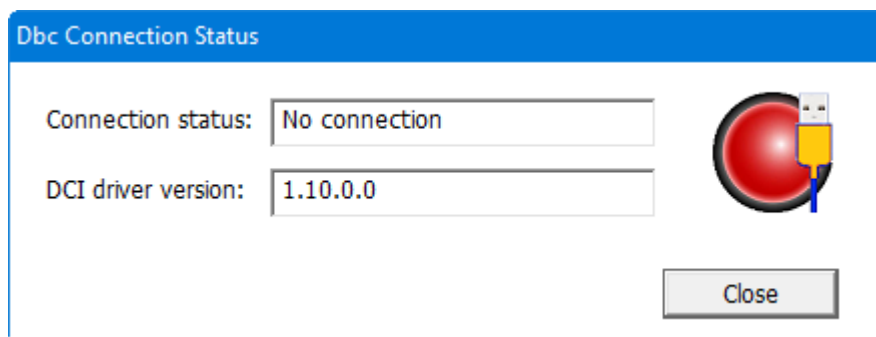 Dbc Connection Status
Connection status: No connection
DCI driver version: 1.10.0.0
Close